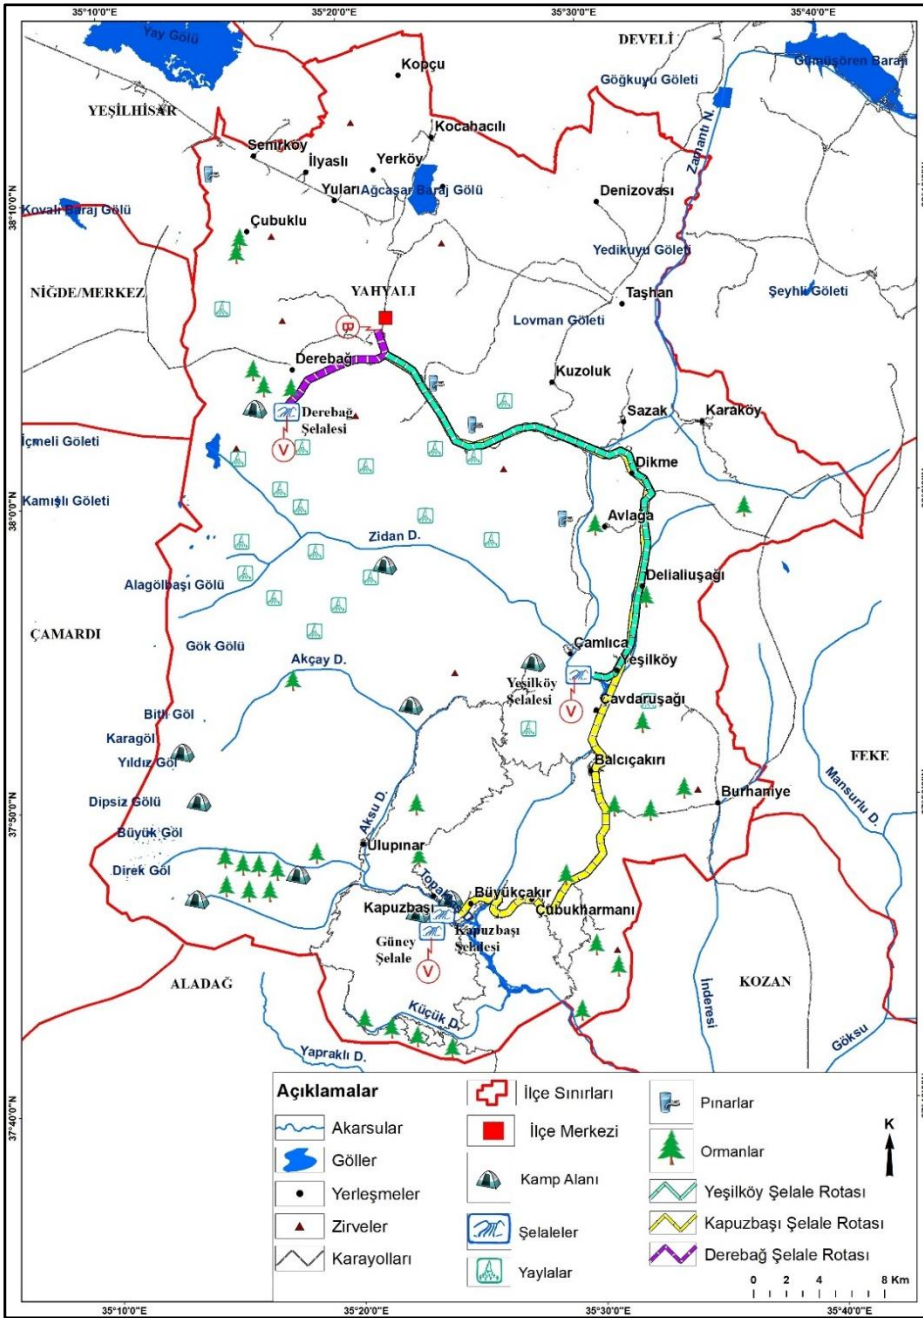 35°10'0"E
35°20'0"E
35°30'0"E
35°40'0"E
Yay Gölü
DEVELİ
Gümüşören Barajı
Kopçu
Göğkuyu Göleti
YEŞİLHİSAR
Kocahacılı
Zamantı N.
Senirköy
İlyaslı
Yerköy
Yuları
Ağcaşar Baraj Gölü
Denizovası
38°10'0"N
Kovalı Baraj Gölü
Çubuklu
Yedikuyu Göleti
NİĞDE/MERKEZ
YAHYALI
Taşhan
Şeyhli Göleti
Lovman Göleti
B
Derebağ
Kuzoluk
Derebağ
Şelalesi
Sazak
Karaköy
V
İçmeli Göleti
Dikme
Kamışlı Göleti
38°0'0"N
Avlağa
Zidan D.
Alagölbaşı Gölü
Delialiuşağı
ÇAMARDI
Gök Gölü
Çamlıca
Akçay D.
Yeşilköy
Yeşilköy
Şelalesi
V
Çavdaruşağı
Bitli Göl
Karagöl
Yıldız Göl
FEKE
Balcıçakırı
Dipsiz Gölü
Burhaniye
Mansurlu D.
37°50'0"N
Büyük Göl
Aksu D.
Ulupınar
Direk Göl
Büyükçakır
Kapuzbaşı
Çubukharmanı
Kapuzbaşı
Şelalesi
Güney
Şelale
V
ALADAĞ
KOZAN
İnderesi
Küçük D.
Göksu
Yapraklı D.
37°40'0"N
Açıklamalar
Akarsular
Göller
Yerleşmeler
Zirveler
Karayolları
İlçe Sınırları
İlçe Merkezi
Kamp Alanı
Şelaleler
Yaylalar
Pınarlar
Ormanlar
Yeşilköy Şelale Rotası
Kapuzbaşı Şelale Rotası
Derebağ Şelale Rotası
K
0 2 4 8 Km
35°10'0"E
35°20'0"E
35°30'0"E
35°40'0"E